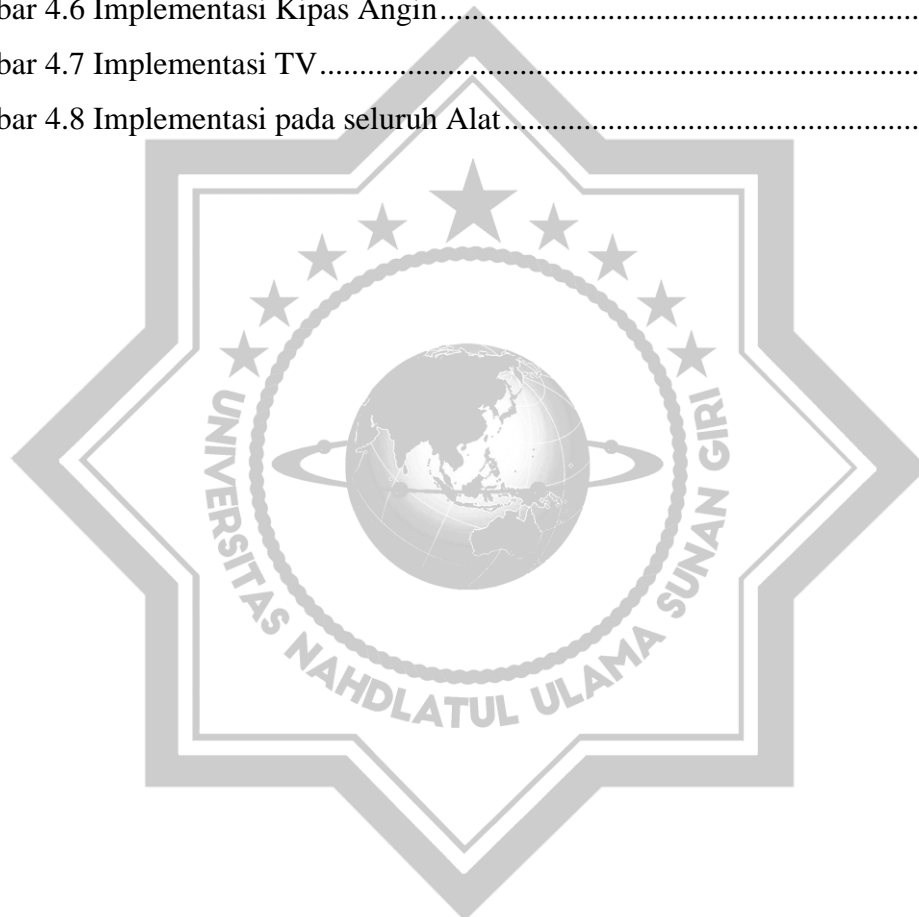 bar 4.6 Implementasi Kipas Angin
bar 4.7 Implementasi TV
bar 4.8 Implementasi pada seluruh Alat
UNIVERSITAS NAHDLATUL ULAMA SUNAN GIRI